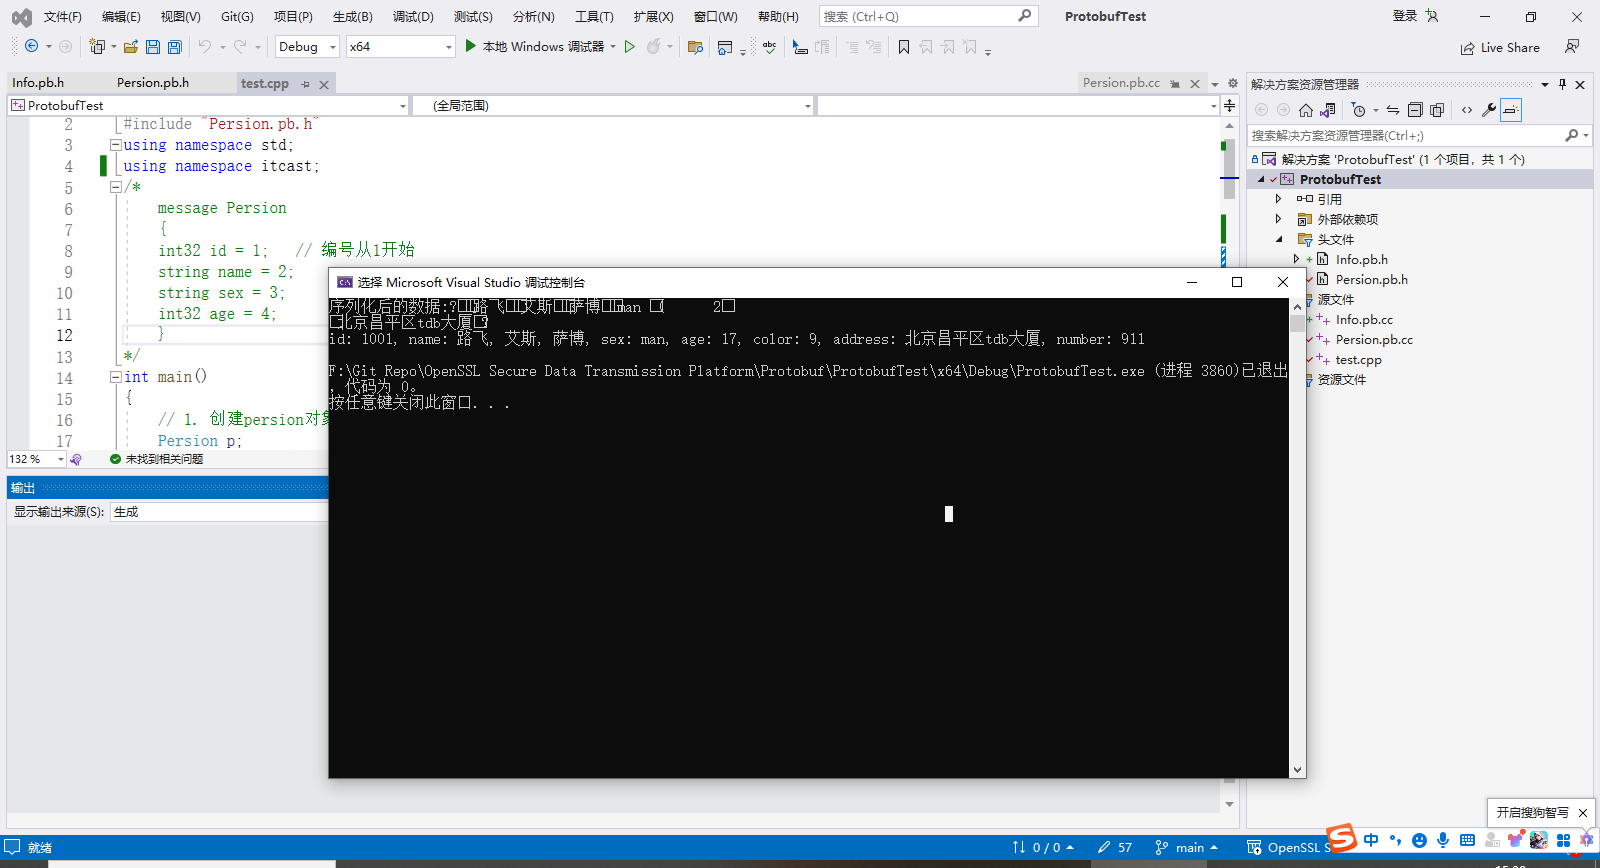 文件(F) 编辑(E) 视图(V) Git(G) 项目(P) 生成(B) 调试(D) 测试(S) 分析(N) 工具(T) 扩展(X) 窗口(W) 帮助(H) 搜索 (Ctrl+Q) ProtobufTest 登录
Debug x64 本地 Windows 调试器 Live Share
Info.pb.h Persion.pb.h test.cpp Persion.pb.cc
ProtobufTest (全局范围)
2 #include "Persion.pb.h"
3 using namespace std;
4 using namespace itcast;
5 /*
6 message Persion
7 {
8 int32 id = 1; // 编号从1开始
9 string name = 2;
10 string sex = 3;
11 int32 age = 4;
12 }
13 */
14 int main()
15 {
16 // 1. 创建persion对象
17 Persion p;
132 % 未找到相关问题
输出
显示输出来源(S): 生成
选择 Microsoft Visual Studio 调试控制台
序列化后的数据:?□□路飞□□艾斯□□萨博□□man □( 2□
□北京昌平区tdb大厦□?
id: 1001, name: 路飞, 艾斯, 萨博, sex: man, age: 17, color: 9, address: 北京昌平区tdb大厦, number: 911
F:\Git Repo\OpenSSL Secure Data Transmission Platform\Protobuf\ProtobufTest\x64\Debug\ProtobufTest.exe (进程 3860)已退出
，代码为 0。
按任意键关闭此窗口. . .
解决方案资源管理器
搜索解决方案资源管理器(Ctrl+;)
解决方案 'ProtobufTest' (1 个项目，共 1 个)
ProtobufTest
引用
外部依赖项
头文件
Info.pb.h
Persion.pb.h
源文件
Info.pb.cc
Persion.pb.cc
test.cpp
资源文件
开启搜狗智写
就绪 0 / 0 57 main OpenSSL S 中